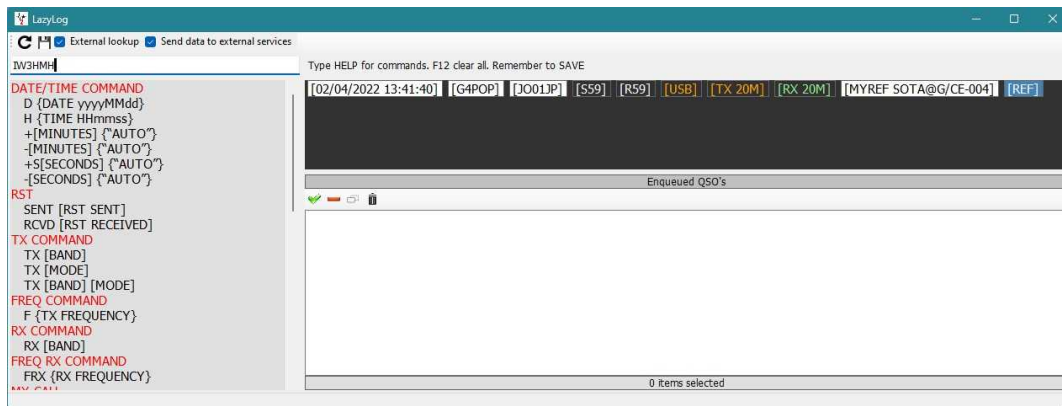 LazyLog
External lookup Send data to external services
IW3HMH
Type HELP for commands. F12 clear all. Remember to SAVE
DATE/TIME COMMAND
D {DATE yyyyMMdd}
H {TIME HHmmss}
+[MINUTES] {“AUTO”}
-[MINUTES] {“AUTO”}
+S[SECONDS] {“AUTO”}
-[SECONDS] {“AUTO”}
RST
SENT [RST SENT]
RCVD [RST RECEIVED]
TX COMMAND
TX [BAND]
TX [MODE]
TX [BAND] [MODE]
FREQ COMMAND
F {TX FREQUENCY}
RX COMMAND
RX [BAND]
FREQ RX COMMAND
FRX {RX FREQUENCY}
MY CALL
[02/04/2022 13:41:40] [G4POP] [JO01JP] [S59] [R59] [USB] [TX 20M] [RX 20M] [MYREF SOTA@G/CE-004] [REF]
Enqueued QSO's
0 items selected